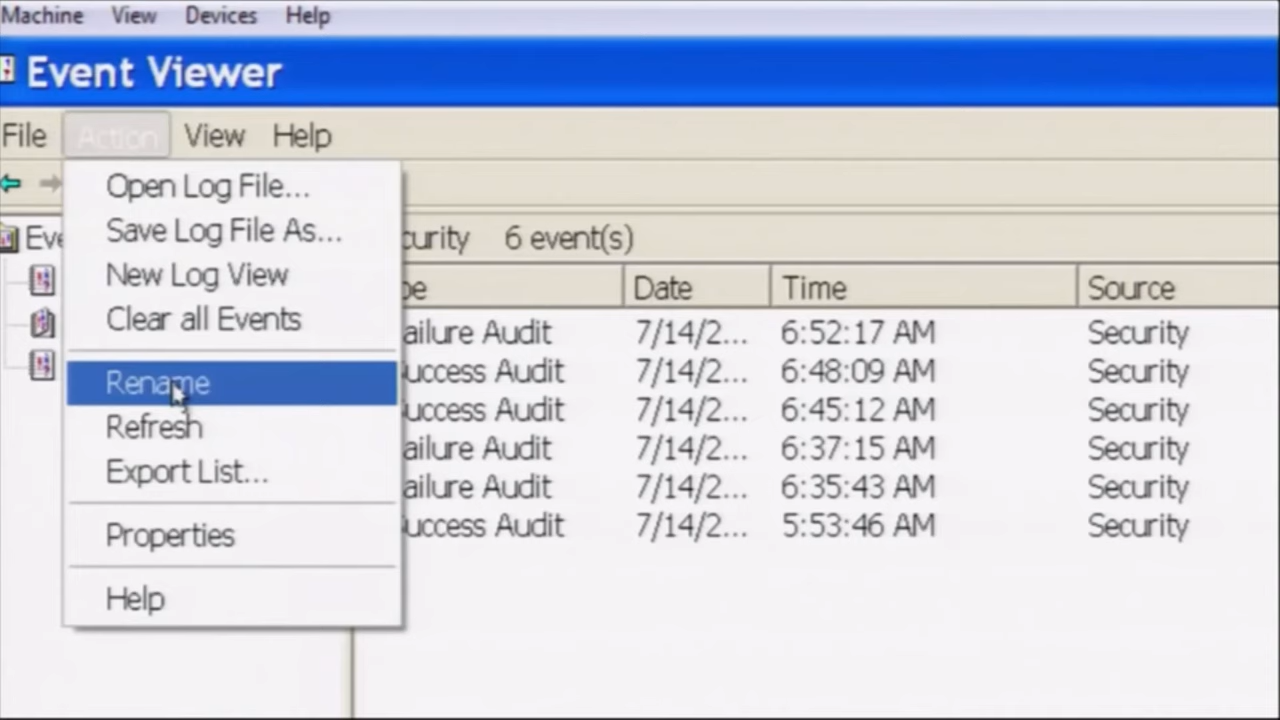 Machine View Devices Help
Event Viewer
File Action View Help
Open Log File...
Save Log File As...
New Log View
Clear all Events
Rename
Refresh
Export List...
Properties
Help
Eve
curity 6 event(s)
pe Date Time Source
ailure Audit 7/14/2... 6:52:17 AM Security
uccess Audit 7/14/2... 6:48:09 AM Security
uccess Audit 7/14/2... 6:45:12 AM Security
ailure Audit 7/14/2... 6:37:15 AM Security
ailure Audit 7/14/2... 6:35:43 AM Security
uccess Audit 7/14/2... 5:53:46 AM Security